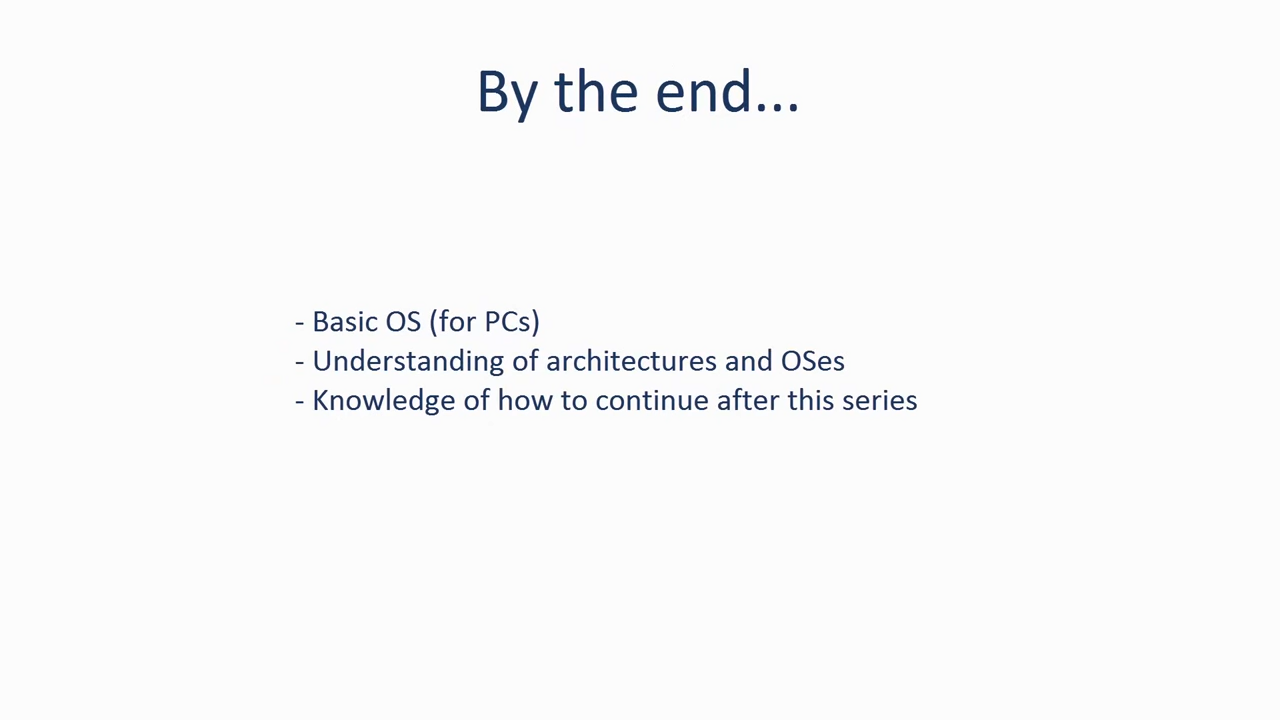 By the end...
- Basic OS (for PCs)
- Understanding of architectures and OSes
- Knowledge of how to continue after this series